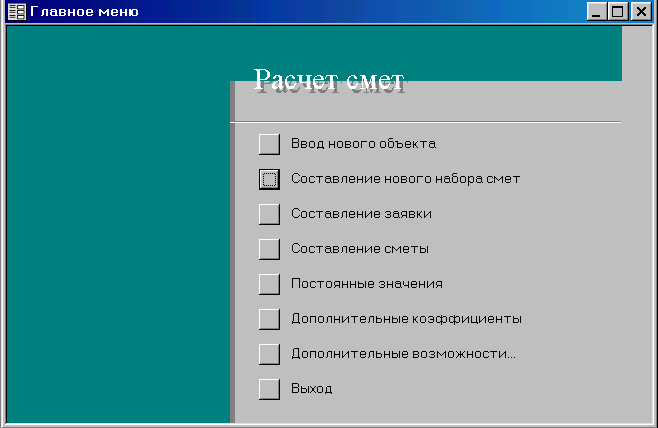 Главное меню
Расчет смет
Ввод нового объекта
Составление нового набора смет
Составление заявки
Составление сметы
Постоянные значения
Дополнительные коэффициенты
Дополнительные возможности...
Выход